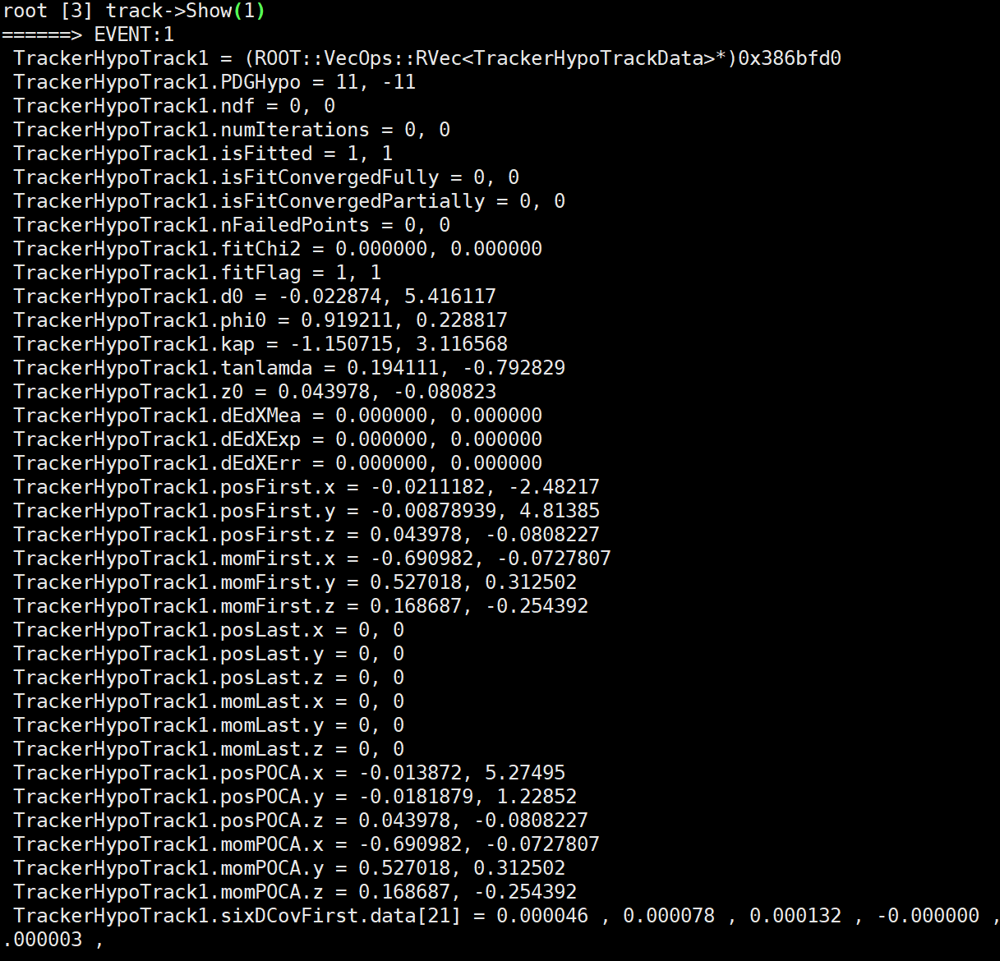 root [3] track->Show(1)
======> EVENT:1
 TrackerHypoTrack1 = (ROOT::VecOps::RVec<TrackerHypoTrackData>*)0x386bfd0
 TrackerHypoTrack1.PDGHypo = 11, -11
 TrackerHypoTrack1.ndf = 0, 0
 TrackerHypoTrack1.numIterations = 0, 0
 TrackerHypoTrack1.isFitted = 1, 1
 TrackerHypoTrack1.isFitConvergedFully = 0, 0
 TrackerHypoTrack1.isFitConvergedPartially = 0, 0
 TrackerHypoTrack1.nFailedPoints = 0, 0
 TrackerHypoTrack1.fitChi2 = 0.000000, 0.000000
 TrackerHypoTrack1.fitFlag = 1, 1
 TrackerHypoTrack1.d0 = -0.022874, 5.416117
 TrackerHypoTrack1.phi0 = 0.919211, 0.228817
 TrackerHypoTrack1.kap = -1.150715, 3.116568
 TrackerHypoTrack1.tanlamda = 0.194111, -0.792829
 TrackerHypoTrack1.z0 = 0.043978, -0.080823
 TrackerHypoTrack1.dEdXMea = 0.000000, 0.000000
 TrackerHypoTrack1.dEdXExp = 0.000000, 0.000000
 TrackerHypoTrack1.dEdXErr = 0.000000, 0.000000
 TrackerHypoTrack1.posFirst.x = -0.0211182, -2.48217
 TrackerHypoTrack1.posFirst.y = -0.00878939, 4.81385
 TrackerHypoTrack1.posFirst.z = 0.043978, -0.0808227
 TrackerHypoTrack1.momFirst.x = -0.690982, -0.0727807
 TrackerHypoTrack1.momFirst.y = 0.527018, 0.312502
 TrackerHypoTrack1.momFirst.z = 0.168687, -0.254392
 TrackerHypoTrack1.posLast.x = 0, 0
 TrackerHypoTrack1.posLast.y = 0, 0
 TrackerHypoTrack1.posLast.z = 0, 0
 TrackerHypoTrack1.momLast.x = 0, 0
 TrackerHypoTrack1.momLast.y = 0, 0
 TrackerHypoTrack1.momLast.z = 0, 0
 TrackerHypoTrack1.posPOCA.x = -0.013872, 5.27495
 TrackerHypoTrack1.posPOCA.y = -0.0181879, 1.22852
 TrackerHypoTrack1.posPOCA.z = 0.043978, -0.0808227
 TrackerHypoTrack1.momPOCA.x = -0.690982, -0.0727807
 TrackerHypoTrack1.momPOCA.y = 0.527018, 0.312502
 TrackerHypoTrack1.momPOCA.z = 0.168687, -0.254392
 TrackerHypoTrack1.sixDCovFirst.data[21] = 0.000046 , 0.000078 , 0.000132 , -0.000000 ,
.000003 ,